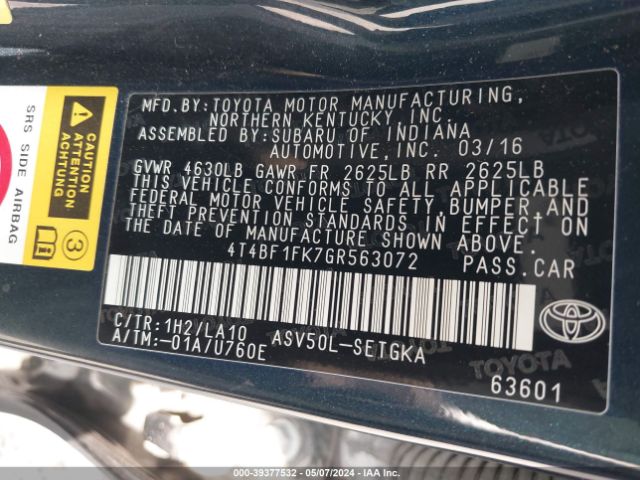 MFD.BY:TOYOTA MOTOR MANUFACTURING,
NORTHERN KENTUCKY,INC.
ASSEMBLED BY:SUBARU OF INDIANA
AUTOMOTIVE,INC. 03/16
GVWR 4630LB GAWR FR 2625LB RR 2625LB
THIS VEHICLE CONFORMS TO ALL APPLICABLE
FEDERAL MOTOR VEHICLE SAFETY,BUMPER,AND
THEFT PREVENTION STANDARDS IN EFFECT ON
THE DATE OF MANUFACTURE SHOWN ABOVE.
4T4BF1FK7GR563072 PASS.CAR
C/TR:1H2/LA10 ASV50L-SETGKA
A/TM:-01A/U760E
TOYOTA
63601
SRS SIDE AIRBAG
CAUTION
ATTENTION
ACHTUNG
3
000-39377532 - 05/07/2024 - IAA Inc.